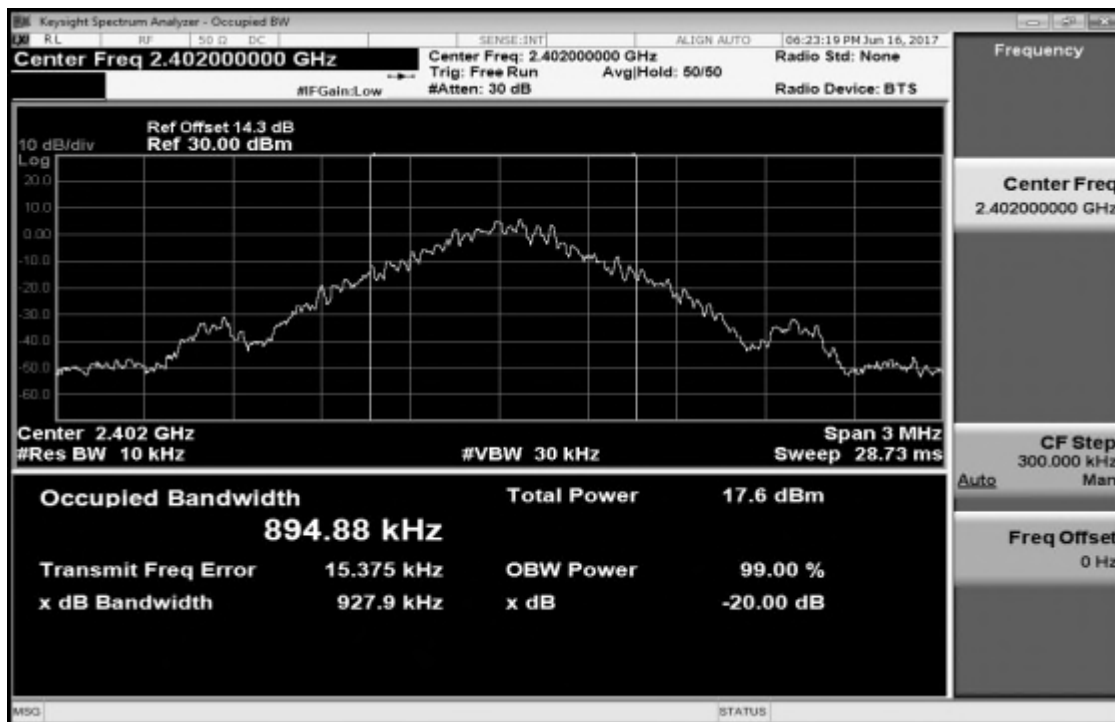 Keysight Spectrum Analyzer - Occupied BW
RL RF 50 Ω DC SENSE:INT ALIGN AUTO 06:23:19 PM Jun 16, 2017
Center Freq 2.402000000 GHz
Center Freq: 2.402000000 GHz
Radio Std: None
Trig: Free Run Avg|Hold: 50/50
#IFGain:Low
#Atten: 30 dB
Radio Device: BTS
Frequency
Ref Offset 14.3 dB
10 dB/div Ref 30.00 dBm
Log
20.0
10.0
0.00
-10.0
-20.0
-30.0
-40.0
-50.0
-60.0
Center 2.402 GHz Span 3 MHz
#Res BW 10 kHz #VBW 30 kHz Sweep 28.73 ms
Center Freq
2.402000000 GHz
CF Step
300.000 kHz
Auto Man
Freq Offset
0 Hz
Occupied Bandwidth Total Power 17.6 dBm
894.88 kHz
Transmit Freq Error 15.375 kHz OBW Power 99.00 %
x dB Bandwidth 927.9 kHz x dB -20.00 dB
MSG STATUS